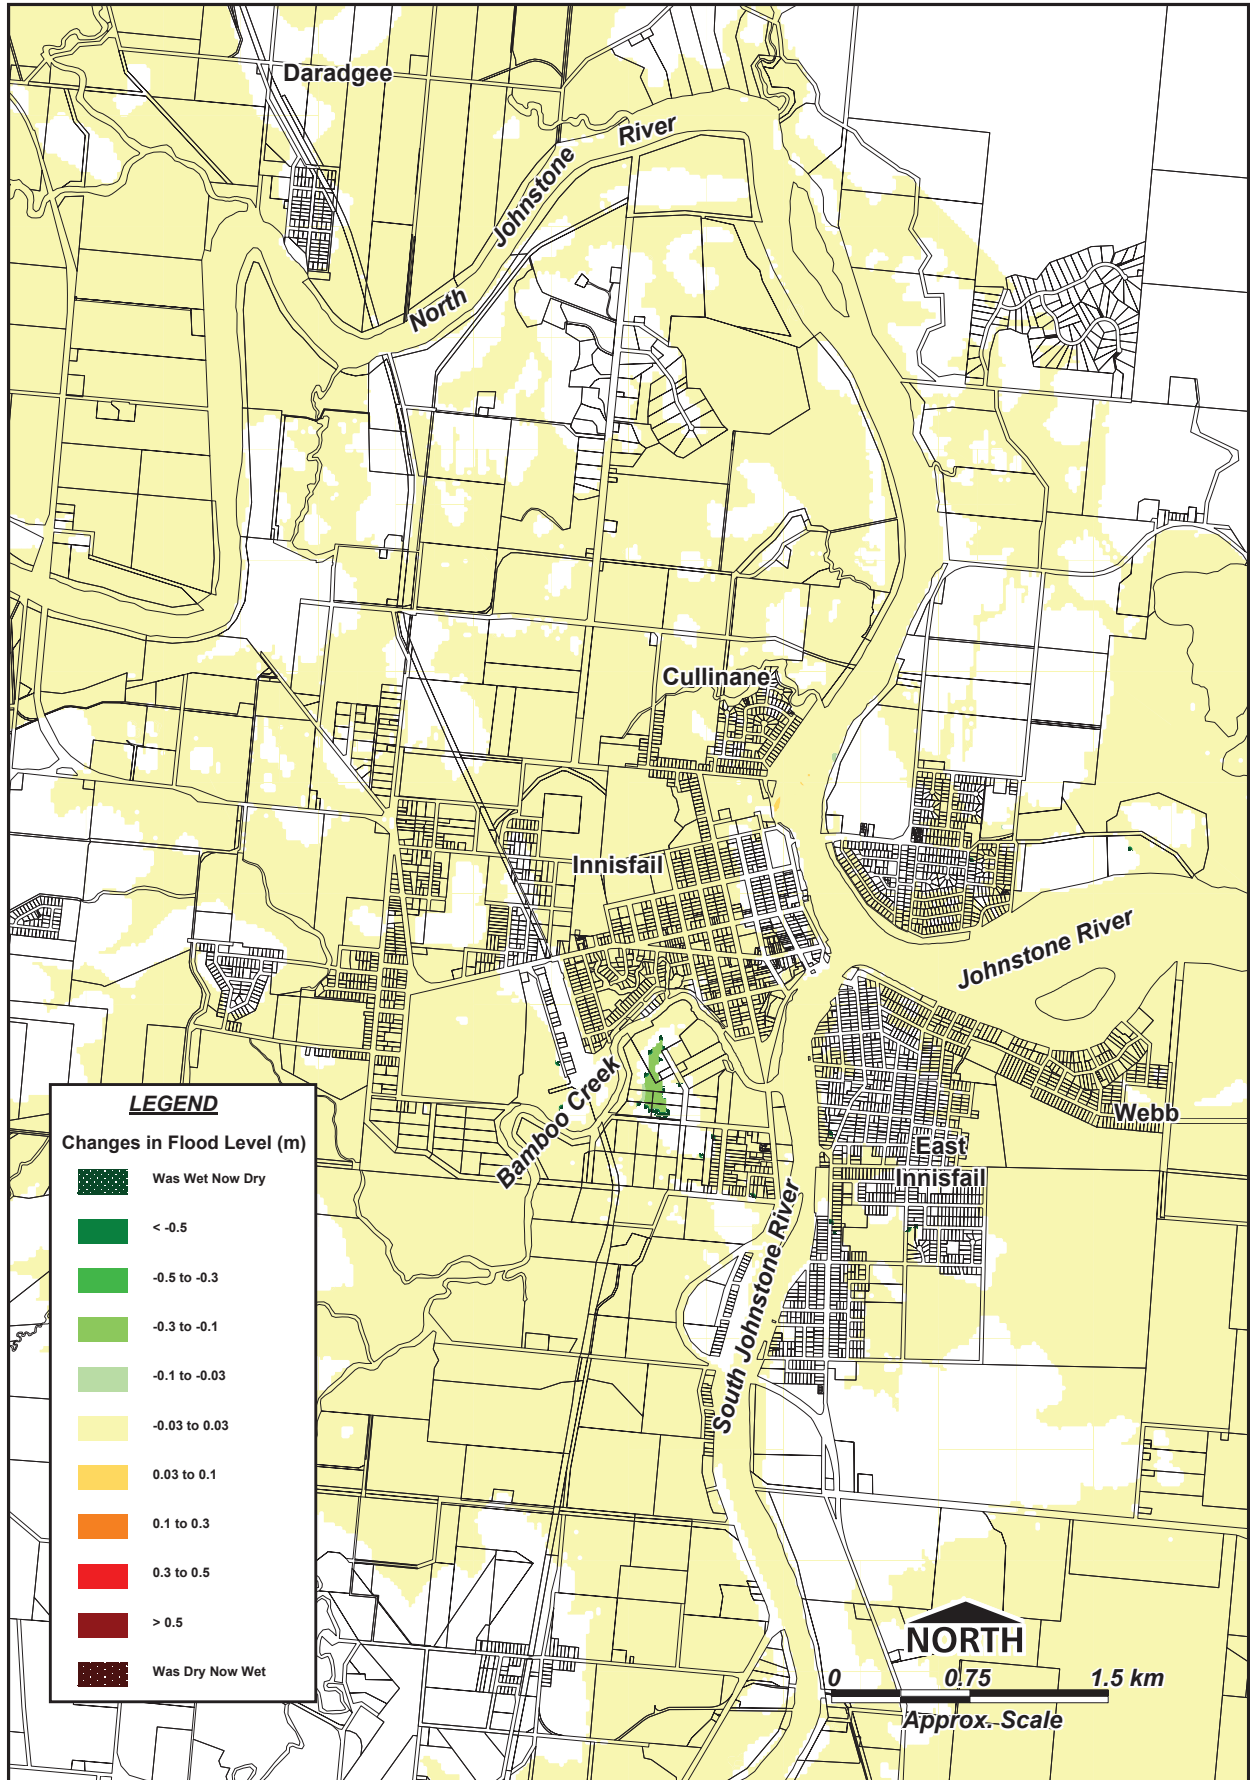 Daradgee
River
Johnstone
North
Cullinane
Innisfail
Johnstone River
Bamboo Creek
Webb
East
Innisfail
South Johnstone River
LEGEND
Changes in Flood Level (m)
Was Wet Now Dry
< -0.5
-0.5 to -0.3
-0.3 to -0.1
-0.1 to -0.03
-0.03 to 0.03
0.03 to 0.1
0.1 to 0.3
0.3 to 0.5
> 0.5
Was Dry Now Wet
NORTH
0 0.75 1.5 km
Approx. Scale